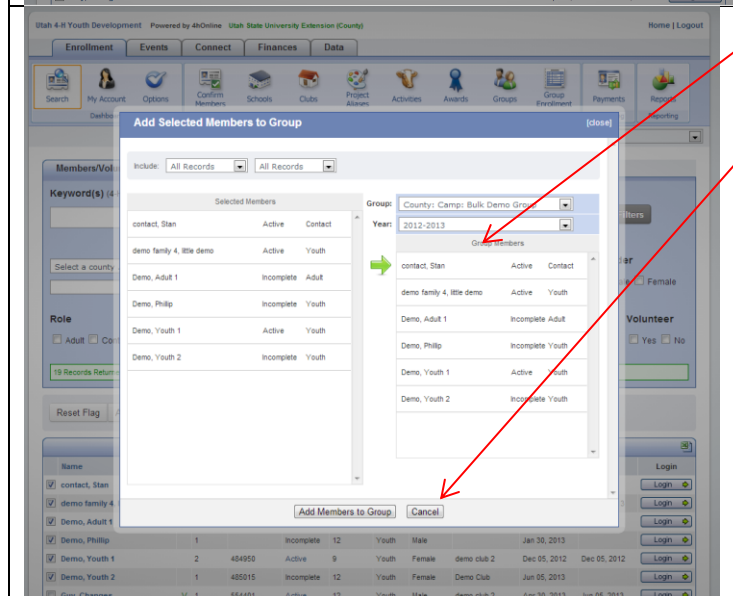 Utah 4-H Youth Development Powered by 4hOnline Utah State University Extension (County) Home | Logout
Enrollment Events Connect Finances Data
Search My Account Options Confirm Members Schools Clubs Project Aliases Activities Awards Groups Group Enrollment Payments Reports
Reporting
Add Selected Members to Group [close]
Include: All Records All Records
Members/Vol
Keyword(s)
Selected Members
Group: County: Camp: Bulk Demo Group
Year: 2012-2013
Group Members
contact, Stan Active Contact
demo family 4, little demo Active Youth
Demo, Adult 1 Incomplete Adult
Demo, Philip Incomplete Youth
Demo, Youth 1 Active Youth
Demo, Youth 2 Incomplete Youth
contact, Stan Active Contact
demo family 4, little demo Active Youth
Demo, Adult 1 Incomplete Adult
Demo, Philip Incomplete Youth
Demo, Youth 1 Active Youth
Demo, Youth 2 Incomplete Youth
Select a county
Female
Role
Volunteer
Adult
Yes No
19 Records
Reset Flag
Add Members to Group Cancel
Name Login
contact, Stan Login
demo family 4, Login
Demo, Adult 1 Login
Demo, Phillip 1 Incomplete 12 Youth Male Jan 30, 2013 Login
Demo, Youth 1 2 484950 Active 9 Youth Female demo club 2 Dec 05, 2012 Dec 05, 2012 Login
Demo, Youth 2 1 485015 Incomplete 12 Youth Female Demo Club Jun 05, 2013 Login